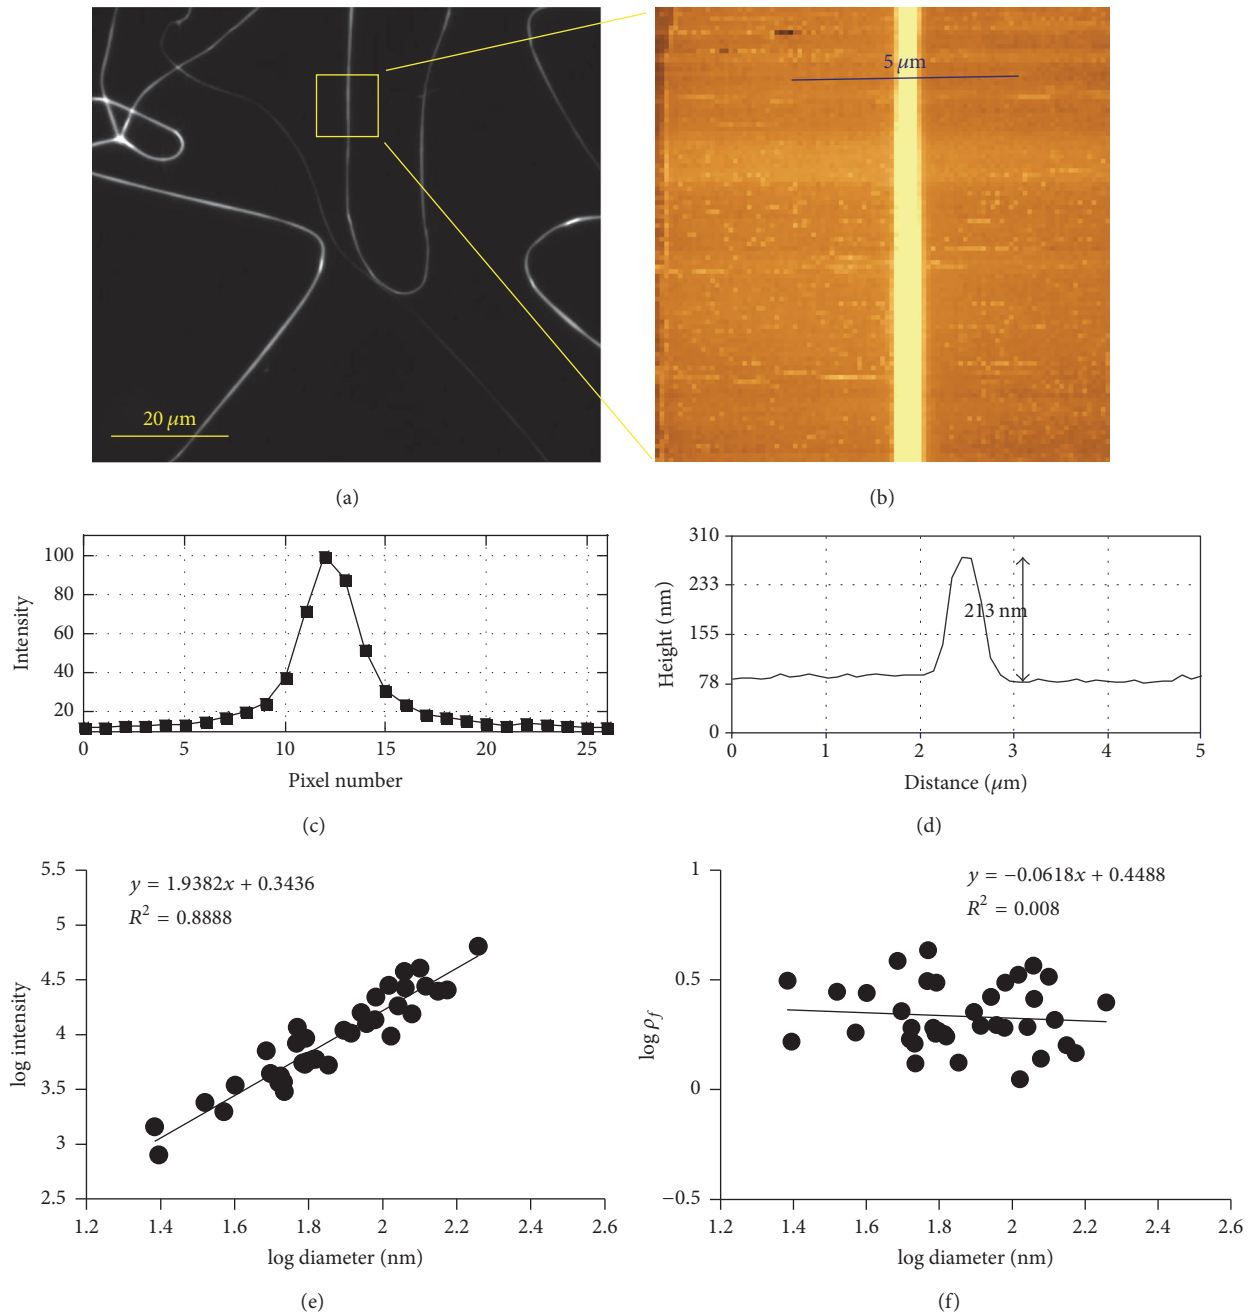 20 μm
5 μm
(a)
(b)
Intensity
100
80
60
40
20
0
5
10
15
20
25
Pixel number
(c)
Height (nm)
310
233
155
78
0
213 nm
0
1
2
3
4
5
Distance (μm)
(d)
log intensity
5.5
5
4.5
4
3.5
3
2.5
y = 1.9382x + 0.3436
R² = 0.8888
1.2
1.4
1.6
1.8
2
2.2
2.4
2.6
log diameter (nm)
(e)
log ρf
1
0.5
0
−0.5
y = −0.0618x + 0.4488
R² = 0.008
1.2
1.4
1.6
1.8
2
2.2
2.4
2.6
log diameter (nm)
(f)